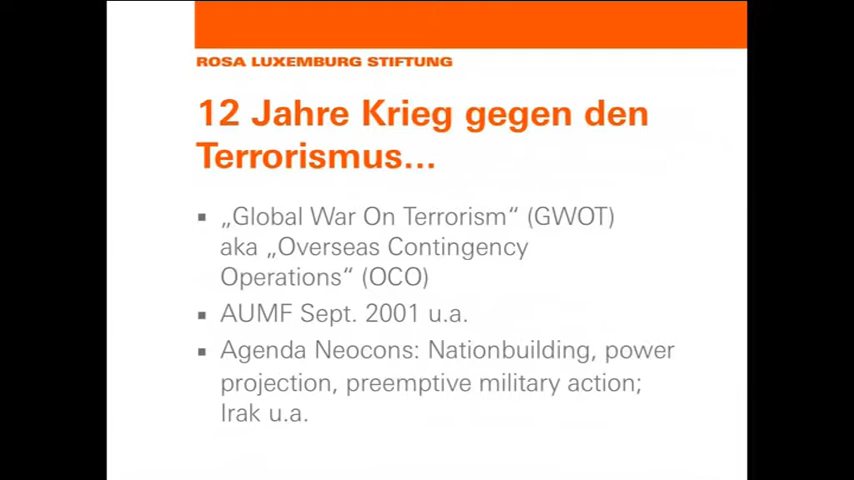 ROSA LUXEMBURG STIFTUNG
12 Jahre Krieg gegen den
Terrorismus...
▪ „Global War On Terrorism“ (GWOT)
aka „Overseas Contingency
Operations“ (OCO)
▪ AUMF Sept. 2001 u.a.
▪ Agenda Neocons: Nationbuilding, power
projection, preemptive military action;
Irak u.a.